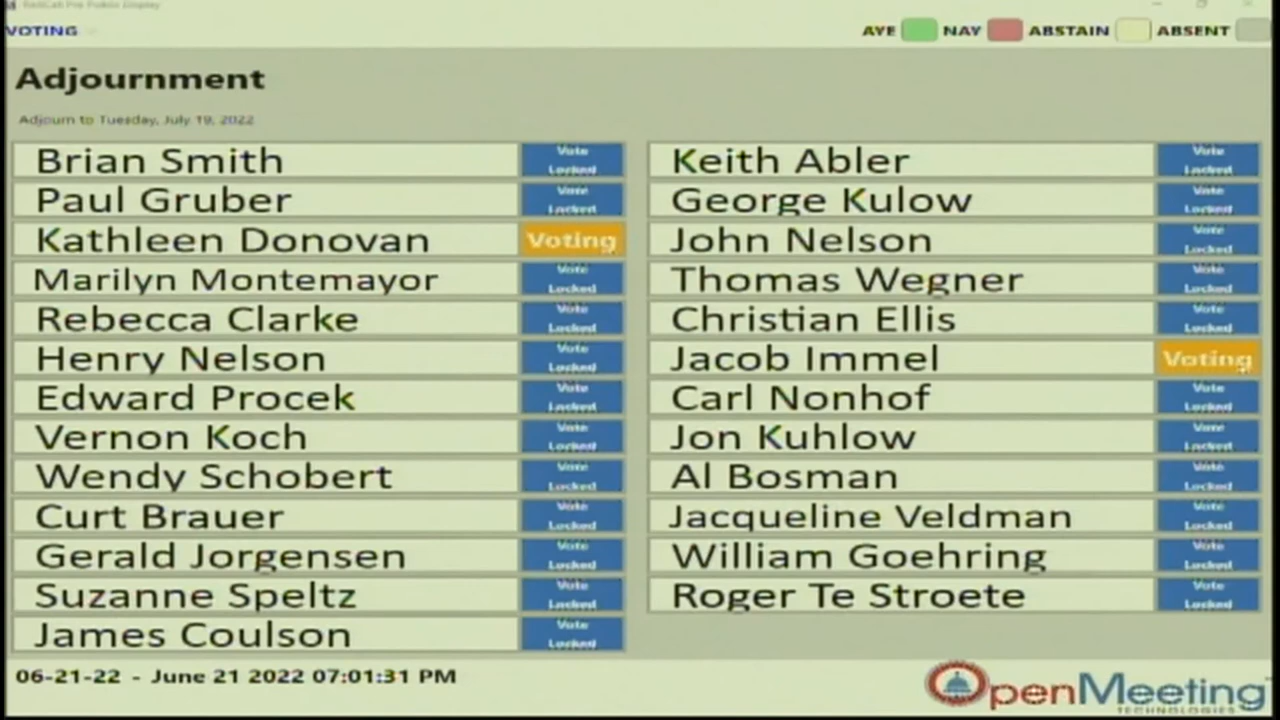 RollCall Pro Public Display
VOTING
AYE NAY ABSTAIN ABSENT
Adjournment
Adjourn to Tuesday, July 19, 2022
Brian Smith Vote Locked
Paul Gruber Vote Locked
Kathleen Donovan Voting
Marilyn Montemayor Vote Locked
Rebecca Clarke Vote Locked
Henry Nelson Vote Locked
Edward Procek Vote Locked
Vernon Koch Vote Locked
Wendy Schobert Vote Locked
Curt Brauer Vote Locked
Gerald Jorgensen Vote Locked
Suzanne Speltz Vote Locked
James Coulson Vote Locked
Keith Abler Vote Locked
George Kulow Vote Locked
John Nelson Vote Locked
Thomas Wegner Vote Locked
Christian Ellis Vote Locked
Jacob Immel Voting
Carl Nonhof Vote Locked
Jon Kuhlow Vote Locked
Al Bosman Vote Locked
Jacqueline Veldman Vote Locked
William Goehring Vote Locked
Roger Te Stroete Vote Locked
06-21-22 - June 21 2022 07:01:31 PM
OpenMeeting
TECHNOLOGIES